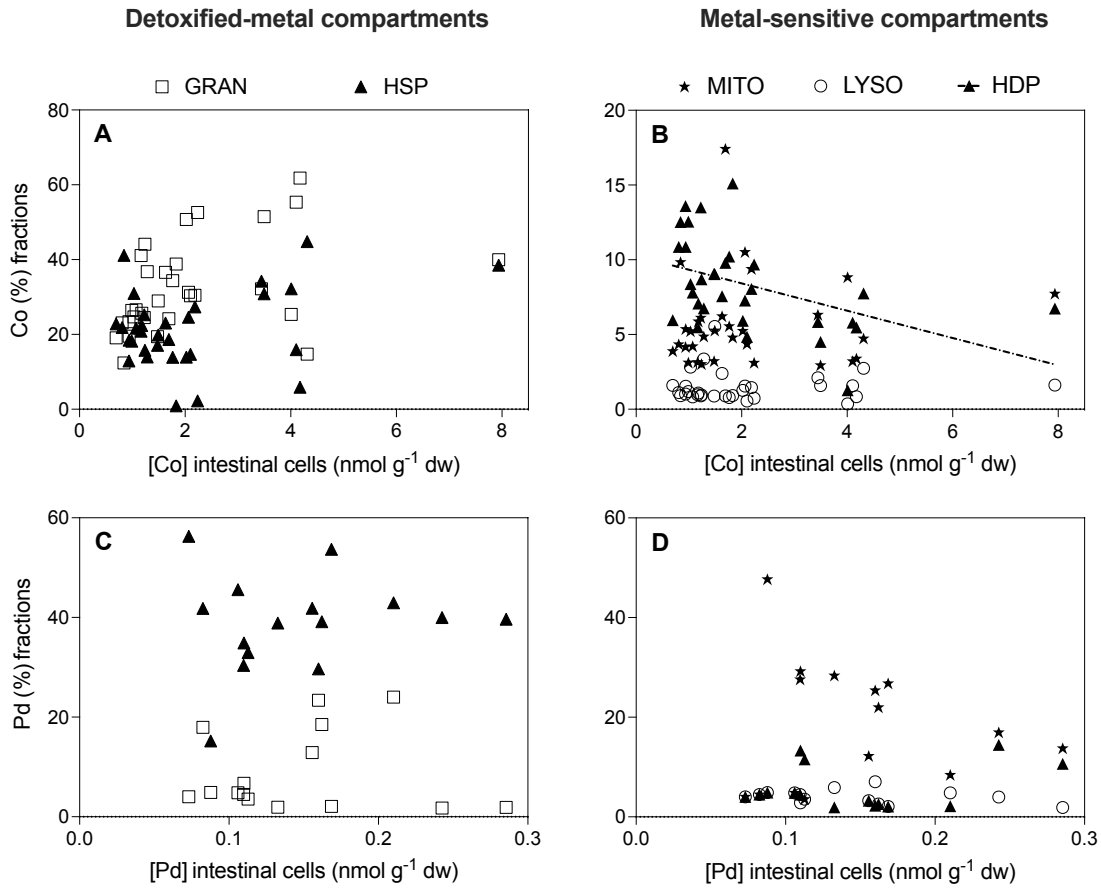 Detoxified-metal compartments
Metal-sensitive compartments
GRAN HSP
MITO LYSO HDP
A
80
60
40
20
0
0 2 4 6 8
Co (%) fractions
[Co] intestinal cells (nmol g⁻¹ dw)
B
20
15
10
5
0
0 2 4 6 8
[Co] intestinal cells (nmol g⁻¹ dw)
C
60
40
20
0
0.0 0.1 0.2 0.3
Pd (%) fractions
[Pd] intestinal cells (nmol g⁻¹ dw)
D
60
40
20
0
0.0 0.1 0.2 0.3
[Pd] intestinal cells (nmol g⁻¹ dw)